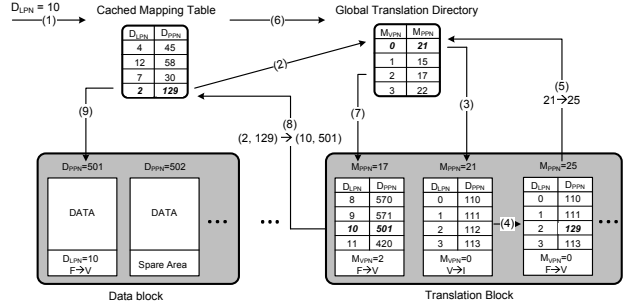 D_LPN = 10
(1)
Cached Mapping Table
(6)
Global Translation Directory
D_LPN D_PPN
4 45
12 58
7 30
2 129
M_VPN M_PPN
0 21
1 15
2 17
3 22
(2)
(3)
(5)
21→25
(7)
(8)
(2, 129) → (10, 501)
(9)
D_PPN=501 D_PPN=502
DATA DATA
D_LPN=10
F→V
Spare Area
... ...
Data block
M_PPN=17 M_PPN=21 M_PPN=25
D_LPN D_PPN
8 570
9 571
10 501
11 420
M_VPN=2
F→V
D_LPN D_PPN
0 110
1 111
2 112
3 113
M_VPN=0
V→I
(4)
D_LPN D_PPN
0 110
1 111
2 129
3 113
M_VPN=0
F→V
...
Translation Block